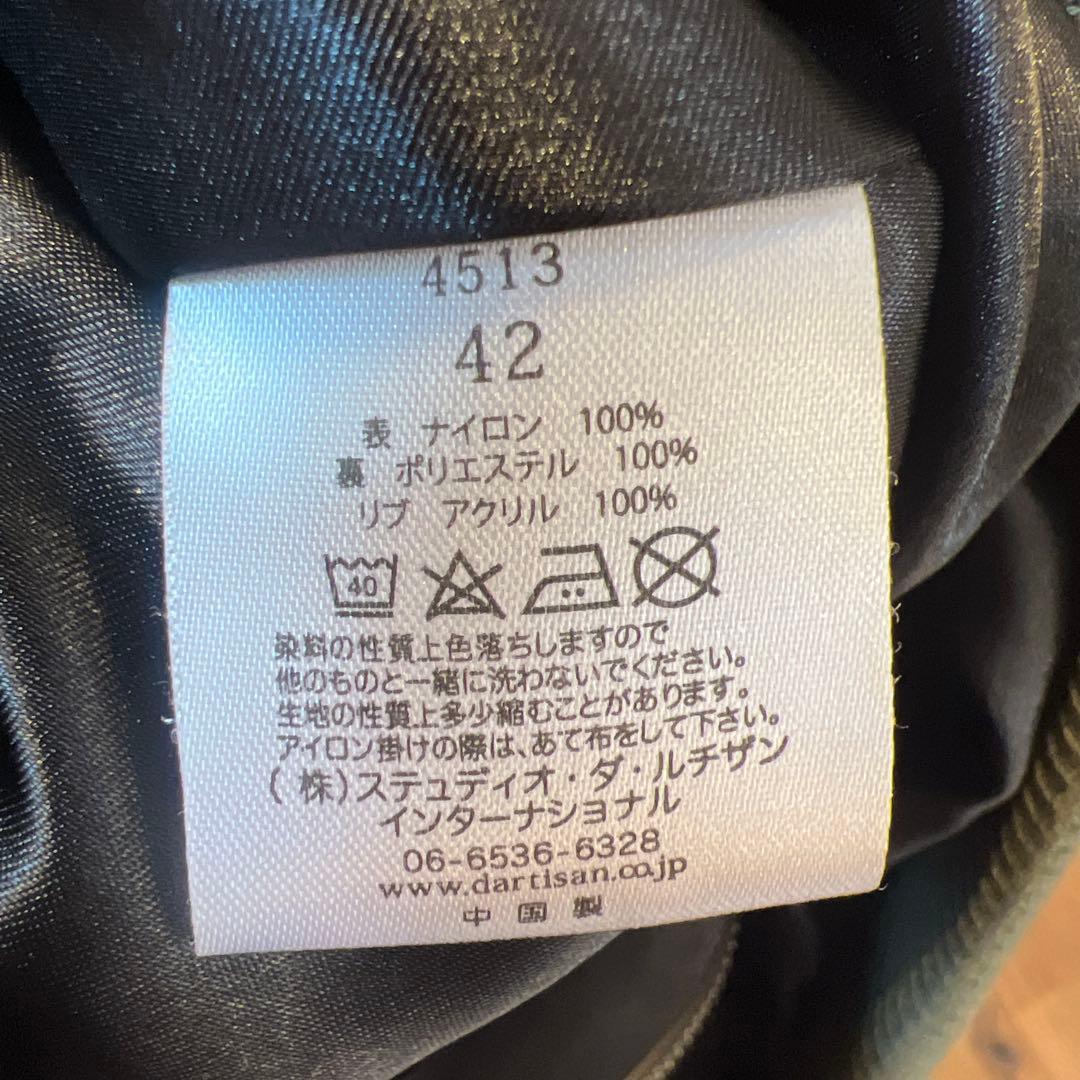 4513
42
表 ナイロン 100%
裏 ポリエステル 100%
リブ アクリル 100%
40
染料の性質上色落ちしますので
他のものと一緒に洗わないでください。
生地の性質上多少縮むことがあります。
アイロン掛けの際は、あて布をして下さい。
(株)ステュディオ・ダ・ルチザン
インターナショナル
06-6536-6328
www.dartisan.co.jp
中国製